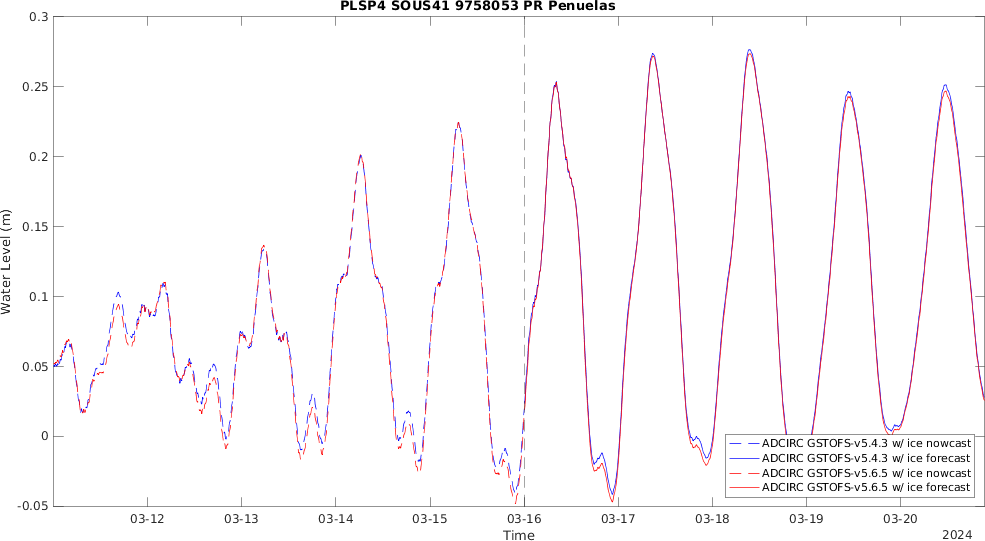 PLSP4 SOUS41 9758053 PR Penuelas
0.3
0.25
0.2
0.15
0.1
0.05
0
-0.05
Water Level (m)
03-12
03-13
03-14
03-15
03-16
03-17
03-18
03-19
03-20
Time
2024
ADCIRC GSTOFS-v5.4.3 w/ ice nowcast
ADCIRC GSTOFS-v5.4.3 w/ ice forecast
ADCIRC GSTOFS-v5.6.5 w/ ice nowcast
ADCIRC GSTOFS-v5.6.5 w/ ice forecast